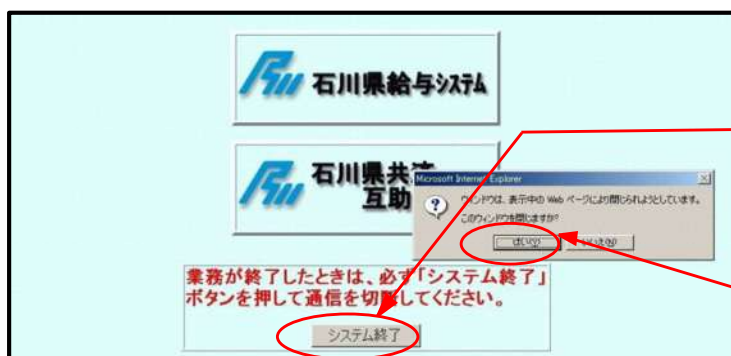 石川県給与システム
石川県共済
互助
Microsoft Internet Explorer
ウィンドウは、表示中の Web ページにより閉じられようとしています。
このウィンドウを閉じますか?
はい(Y)
いいえ(N)
業務が終了したときは、必ず「システム終了」
ボタンを押して通信を切断してください。
システム終了